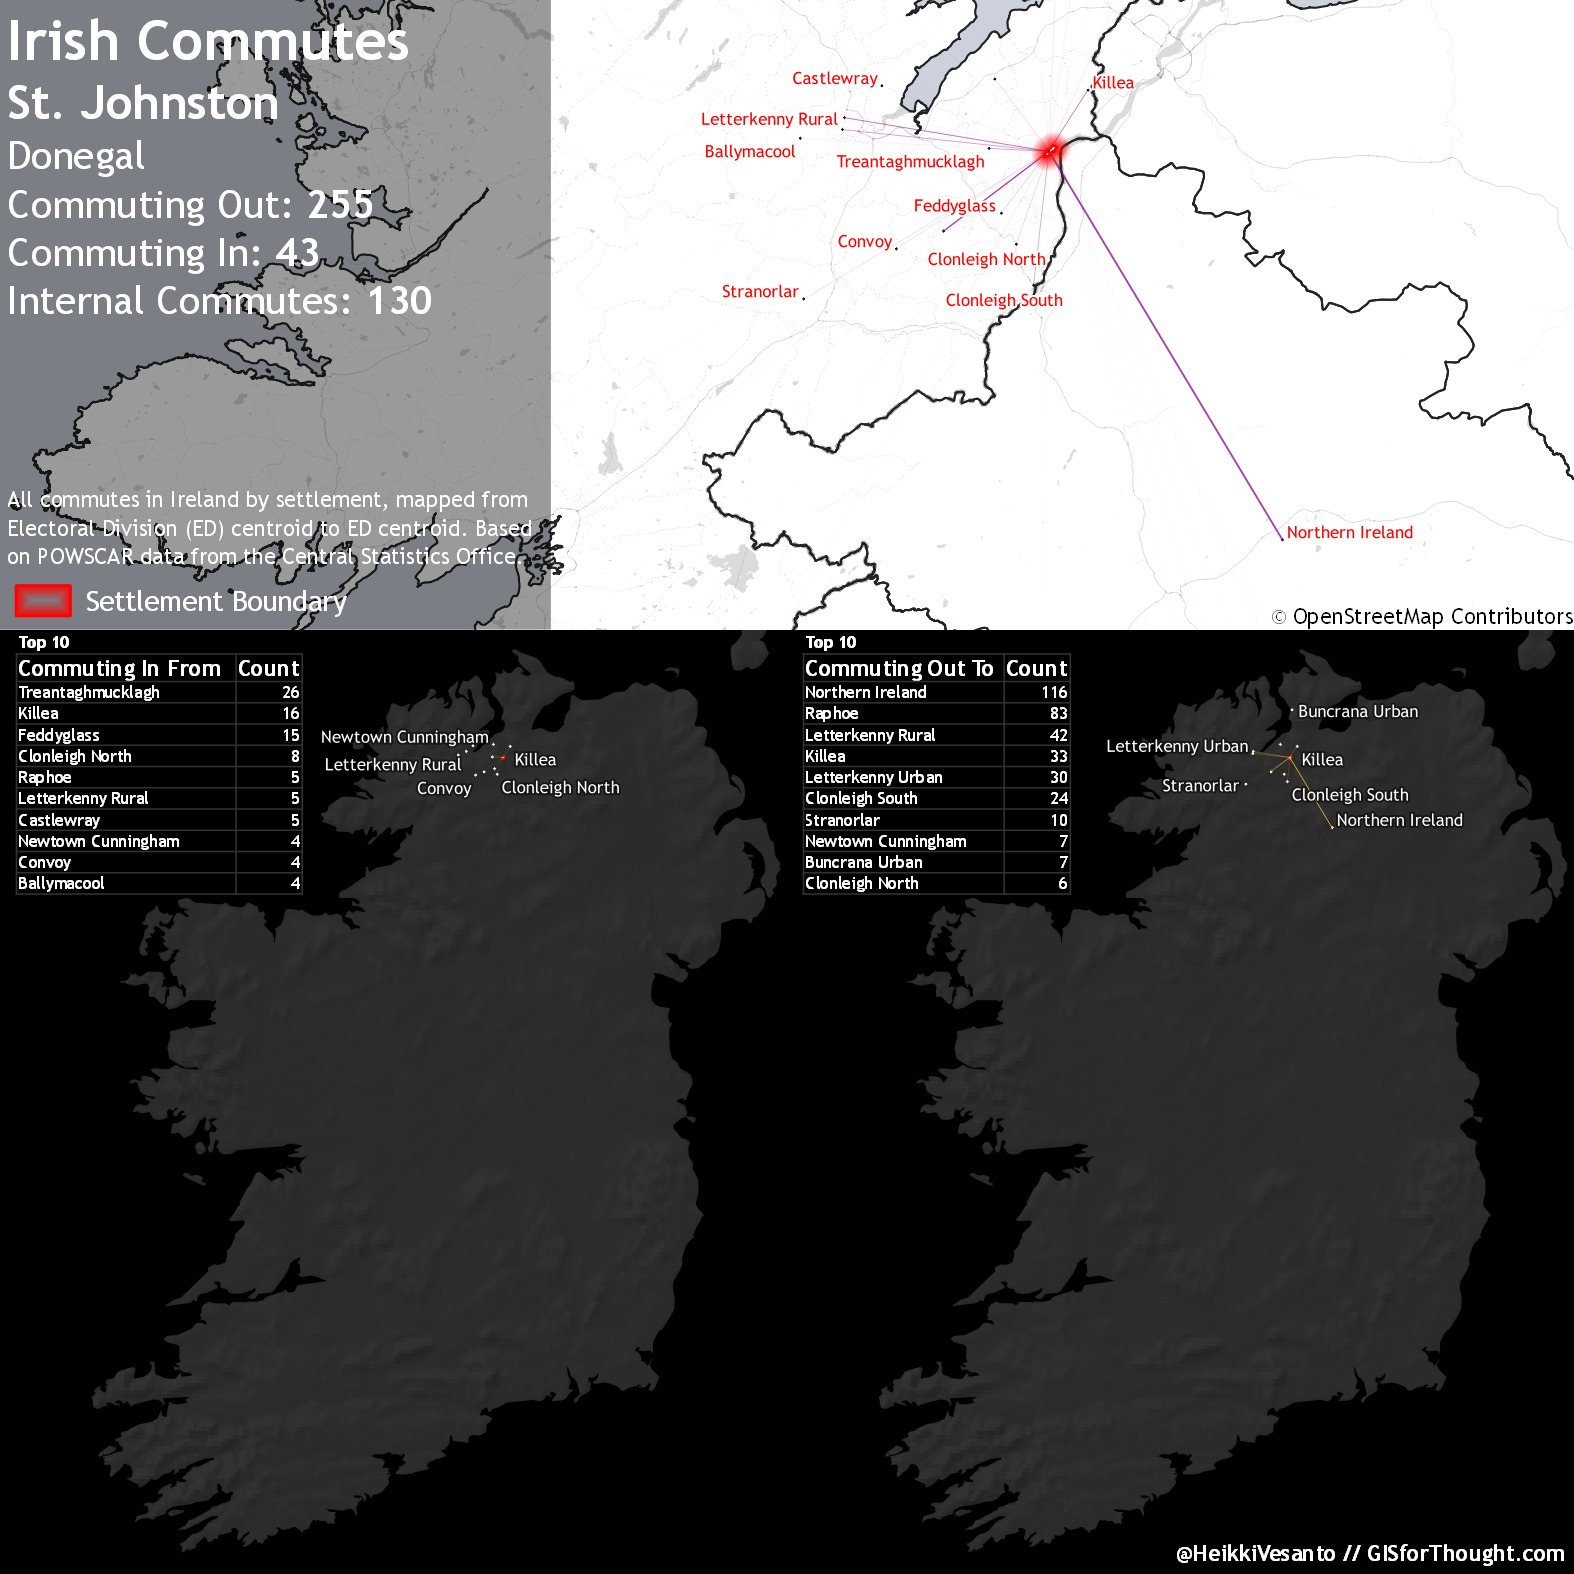 Irish Commutes
St. Johnston
Donegal
Commuting Out: 255
Commuting In: 43
Internal Commutes: 130
All commutes in Ireland by settlement, mapped from
Electoral Division (ED) centroid to ED centroid. Based
on POWSCAR data from the Central Statistics Office.
Settlement Boundary
Castlewray
Killea
Letterkenny Rural
Ballymacool
Treantaghmucklagh
Feddyglass
Convoy
Clonleigh North
Stranorlar
Clonleigh South
Northern Ireland
© OpenStreetMap Contributors
Top 10
Commuting In From Count
Treantaghmucklagh 26
Killea 16
Feddyglass 15
Clonleigh North 8
Raphoe 5
Letterkenny Rural 5
Castlewray 5
Newtown Cunningham 4
Convoy 4
Ballymacool 4
Newtown Cunningham
Letterkenny Rural
Killea
Convoy
Clonleigh North
Top 10
Commuting Out To Count
Northern Ireland 116
Raphoe 83
Letterkenny Rural 42
Killea 33
Letterkenny Urban 30
Clonleigh South 24
Stranorlar 10
Newtown Cunningham 7
Buncrana Urban 7
Clonleigh North 6
Buncrana Urban
Letterkenny Urban
Killea
Stranorlar
Clonleigh South
Northern Ireland
@HeikkiVesanto // GISforThought.com